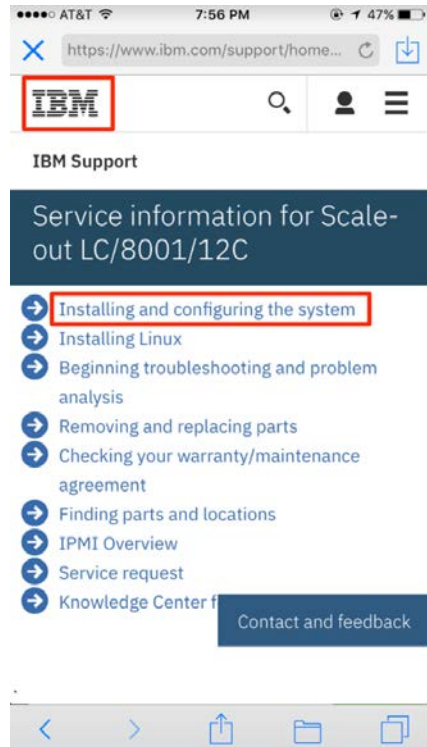 AT&T 7:56 PM 47%
https://www.ibm.com/support/home...
IBM
IBM Support
Service information for Scale-
out LC/8001/12C
Installing and configuring the system
Installing Linux
Beginning troubleshooting and problem
analysis
Removing and replacing parts
Checking your warranty/maintenance
agreement
Finding parts and locations
IPMI Overview
Service request
Knowledge Center f
Contact and feedback